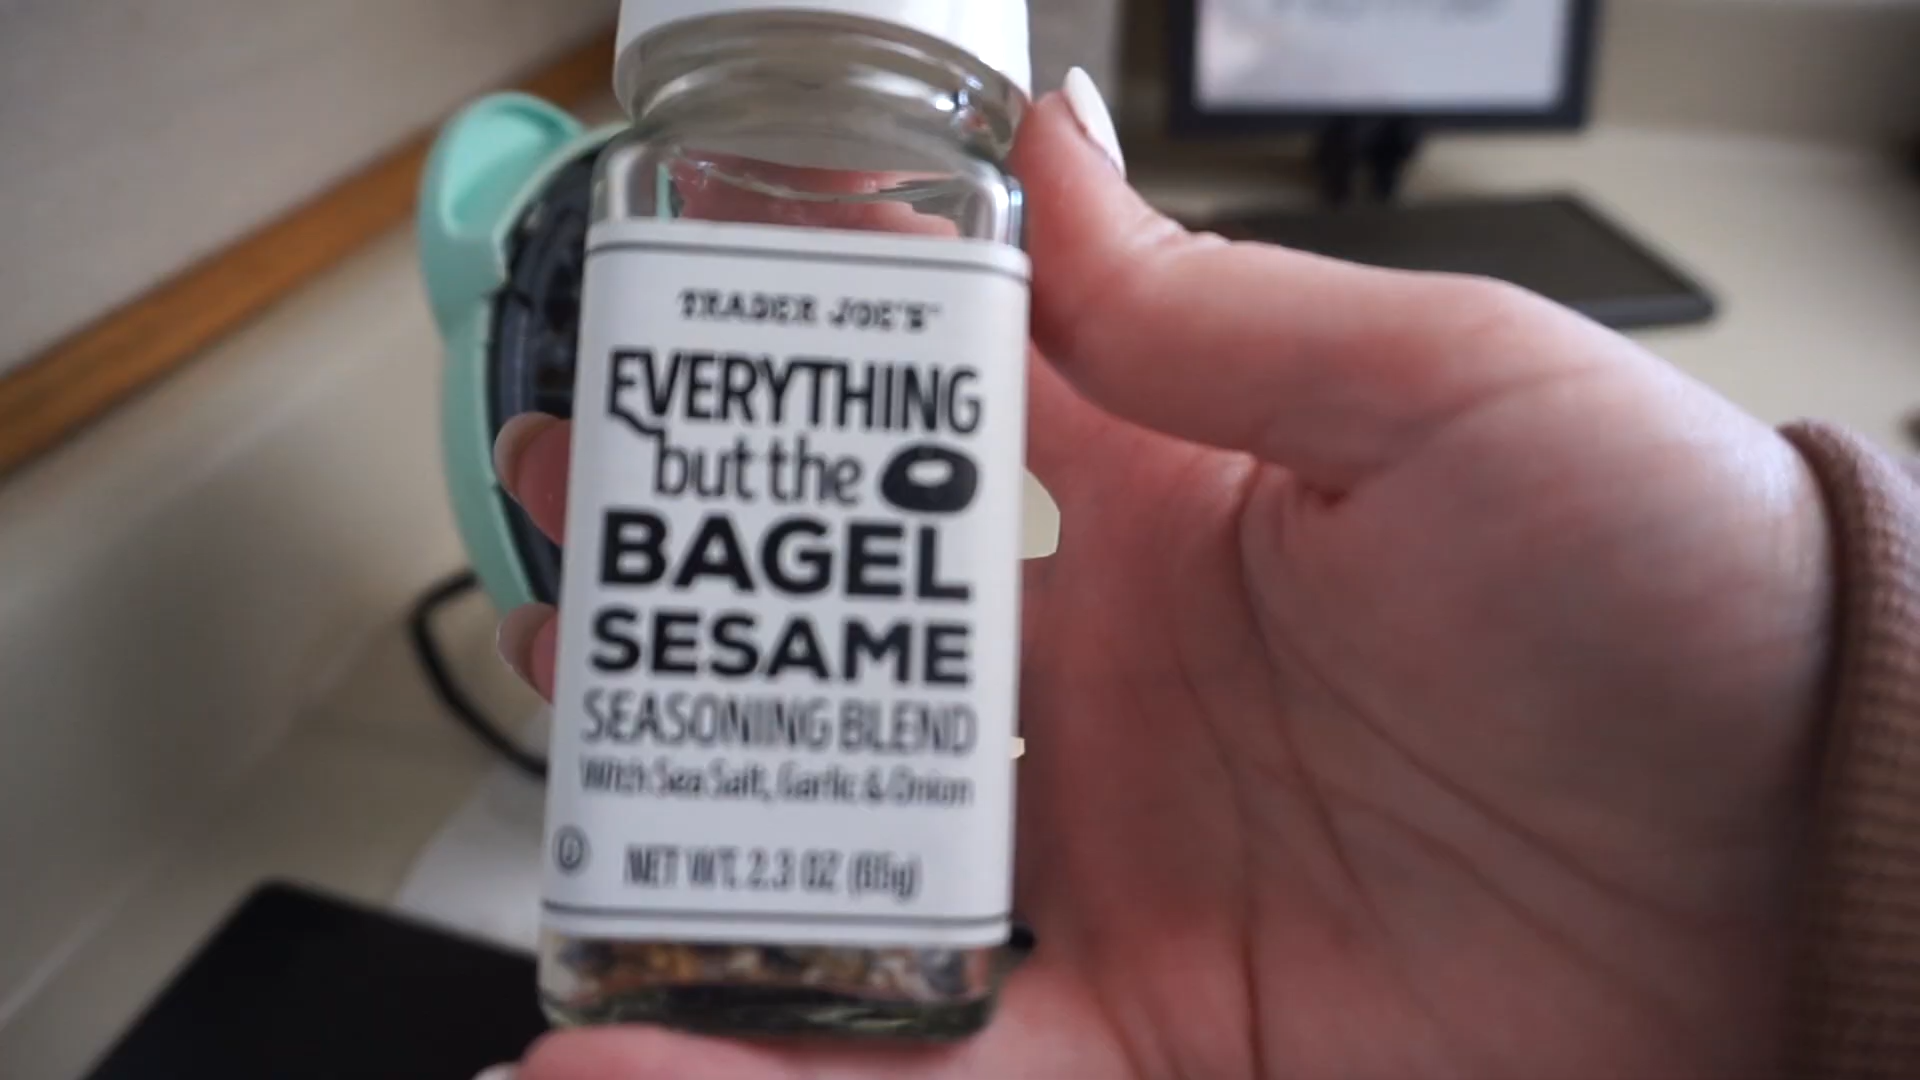 TRADER JOE'S™
EVERYTHING
but the
BAGEL
SESAME
SEASONING BLEND
With Sea Salt, Garlic & Onion
NET WT. 2.3 OZ (65g)